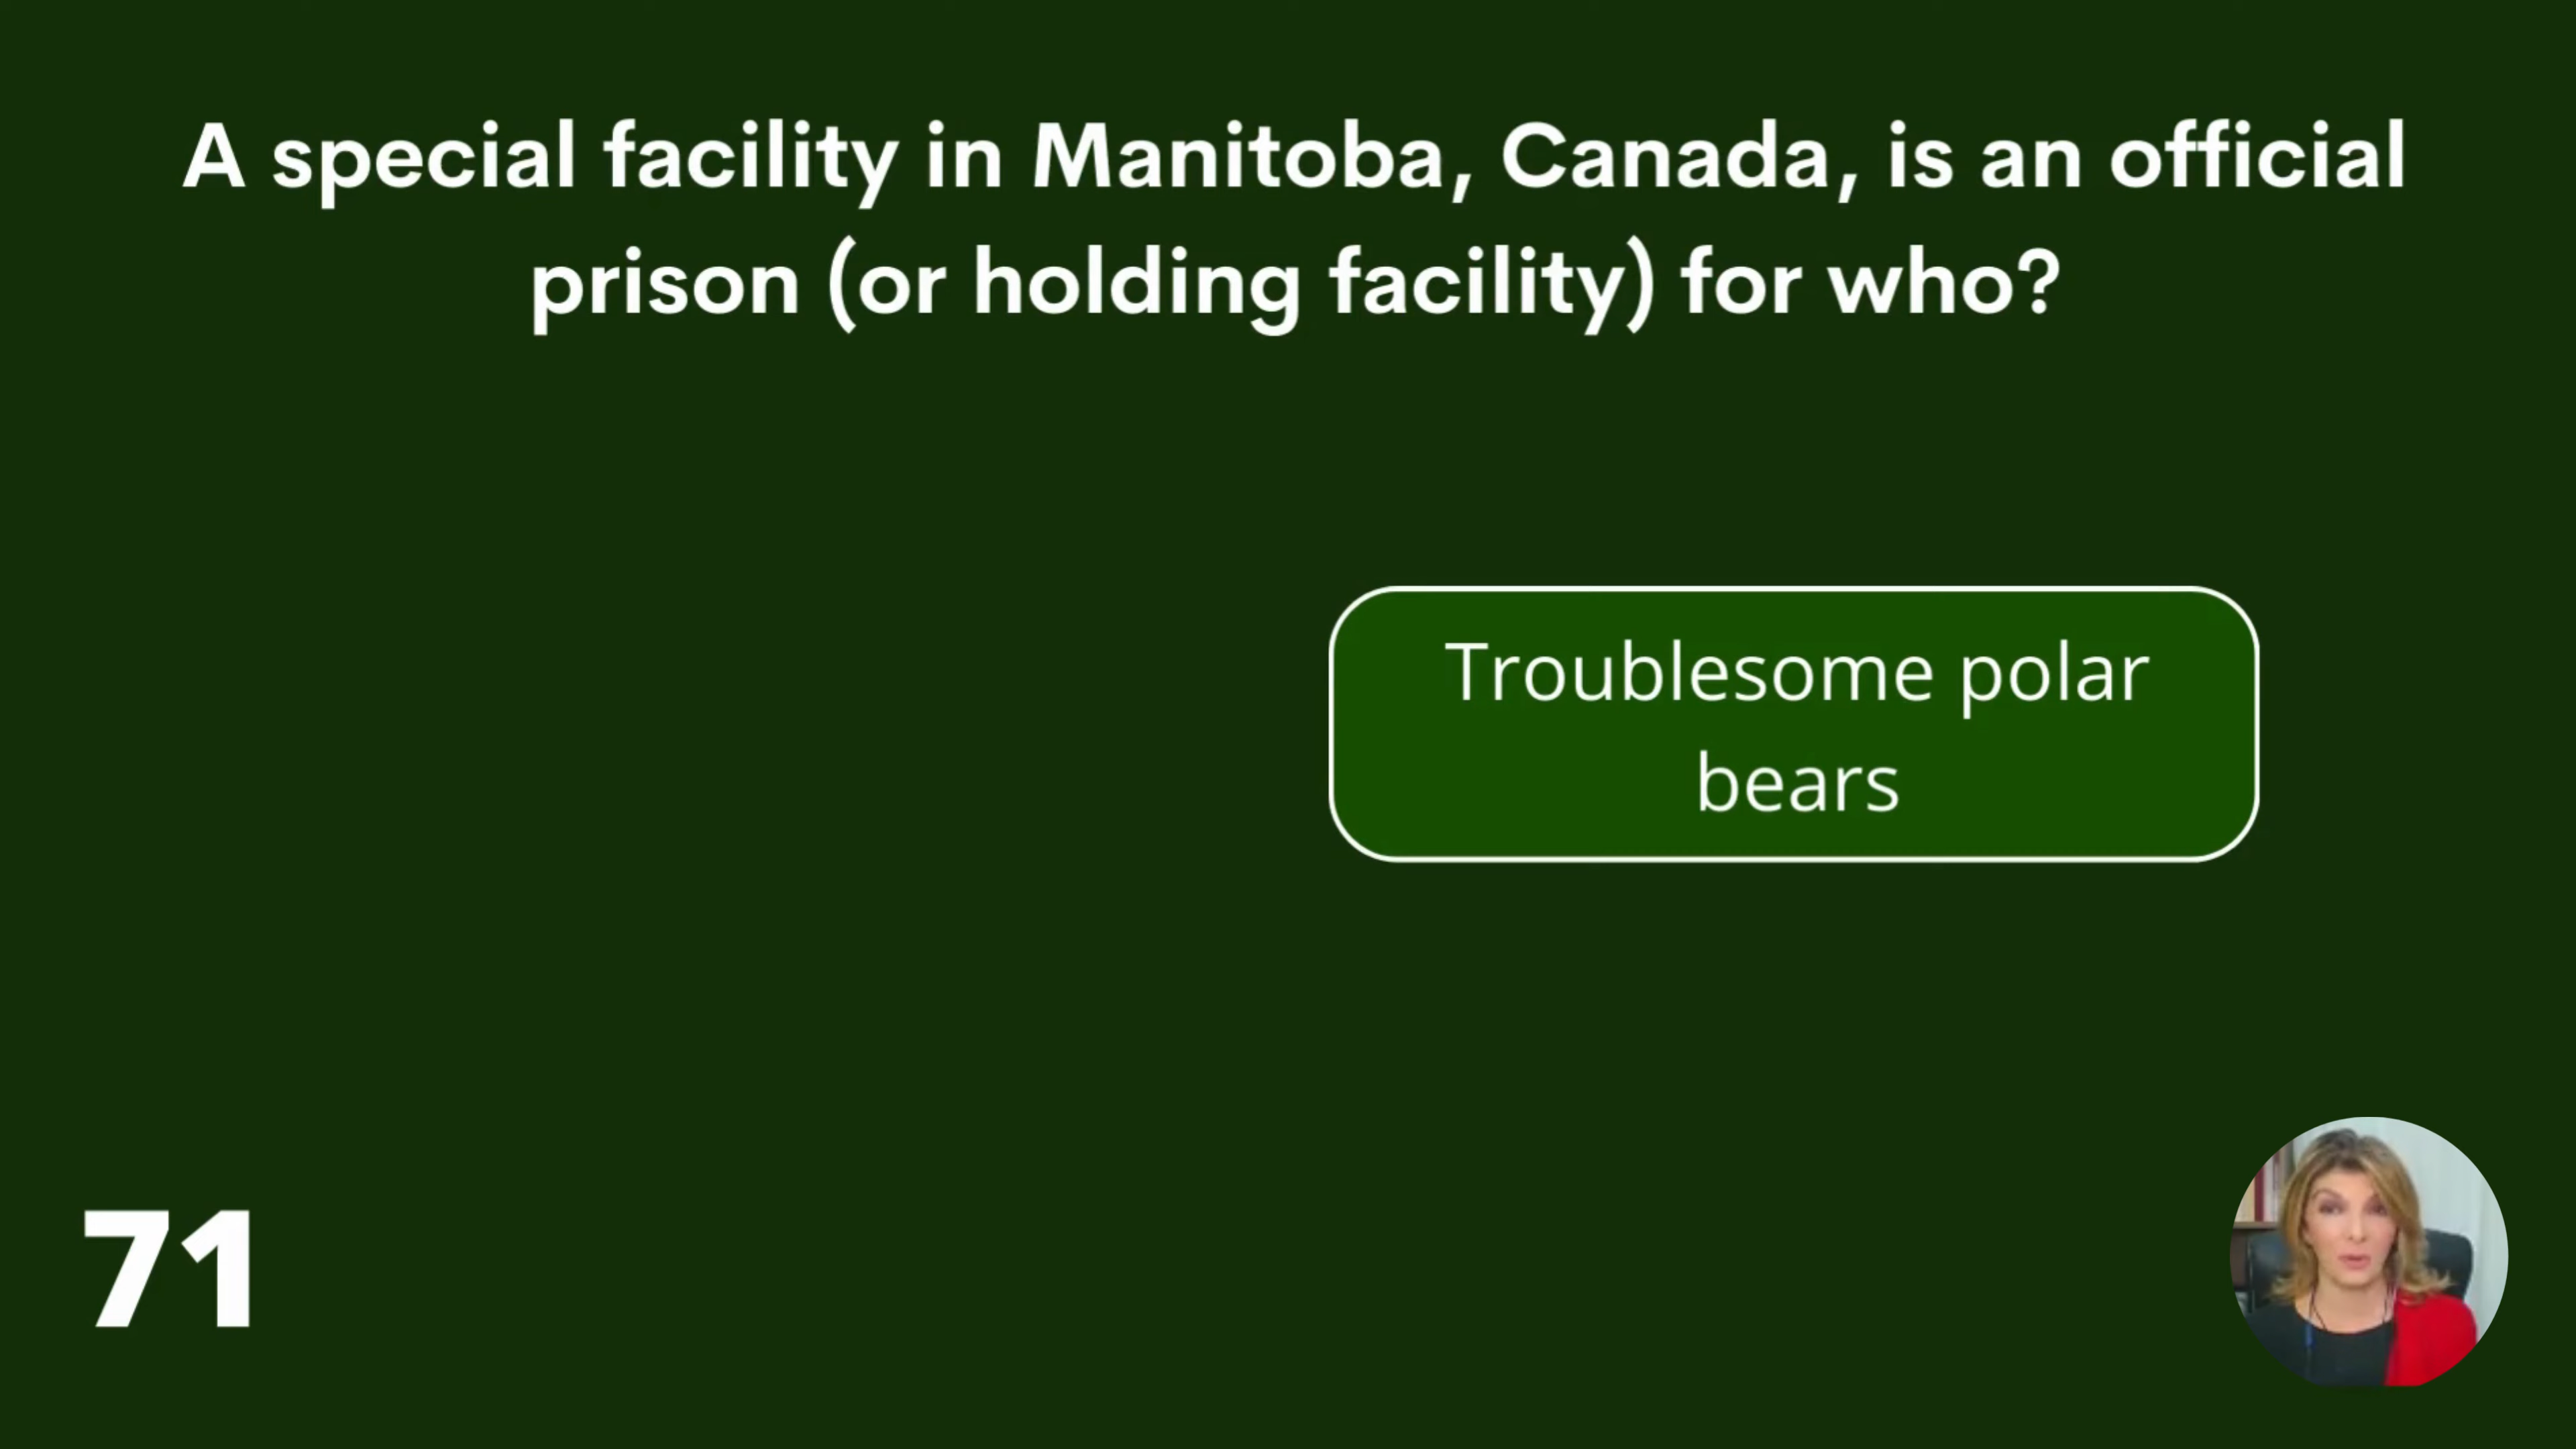 A special facility in Manitoba, Canada, is an official
prison (or holding facility) for who?
Troublesome polar
bears
71